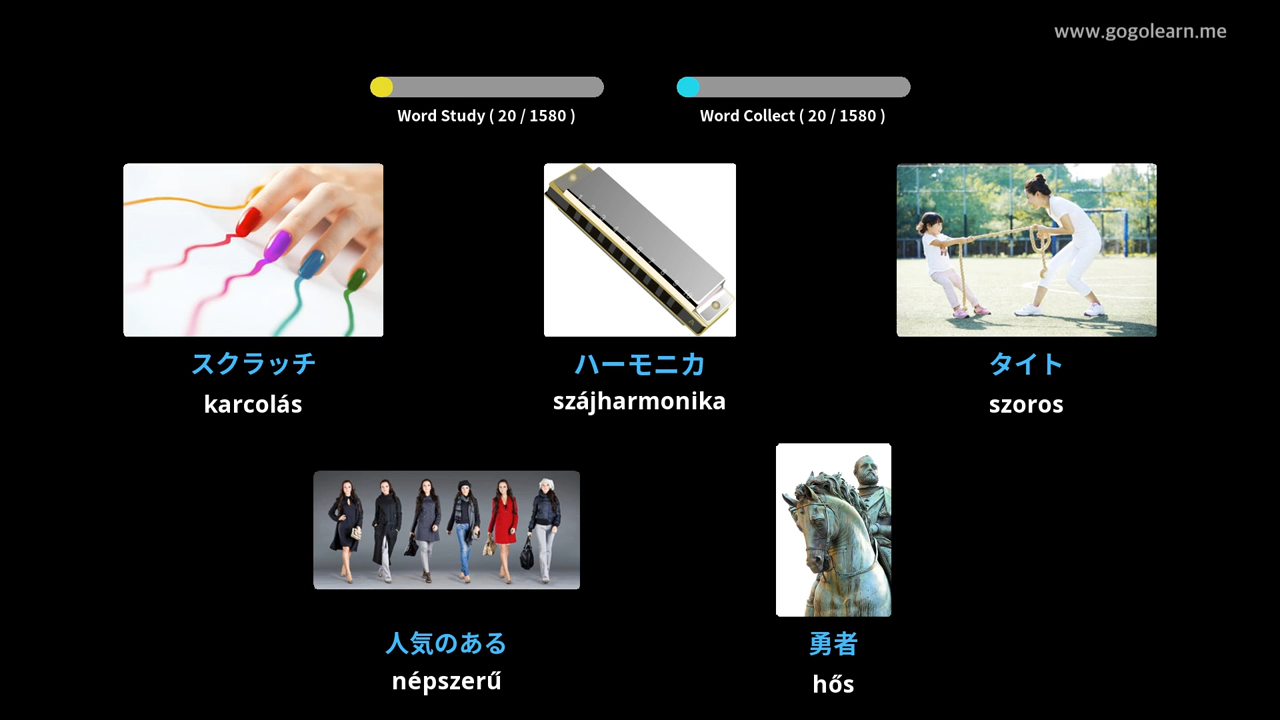 www.gogolearn.me
Word Study ( 20 / 1580 )
Word Collect ( 20 / 1580 )
スクラッチ
karcolás
ハーモニカ
szájharmonika
タイト
szoros
人気のある
népszerű
勇者
hős